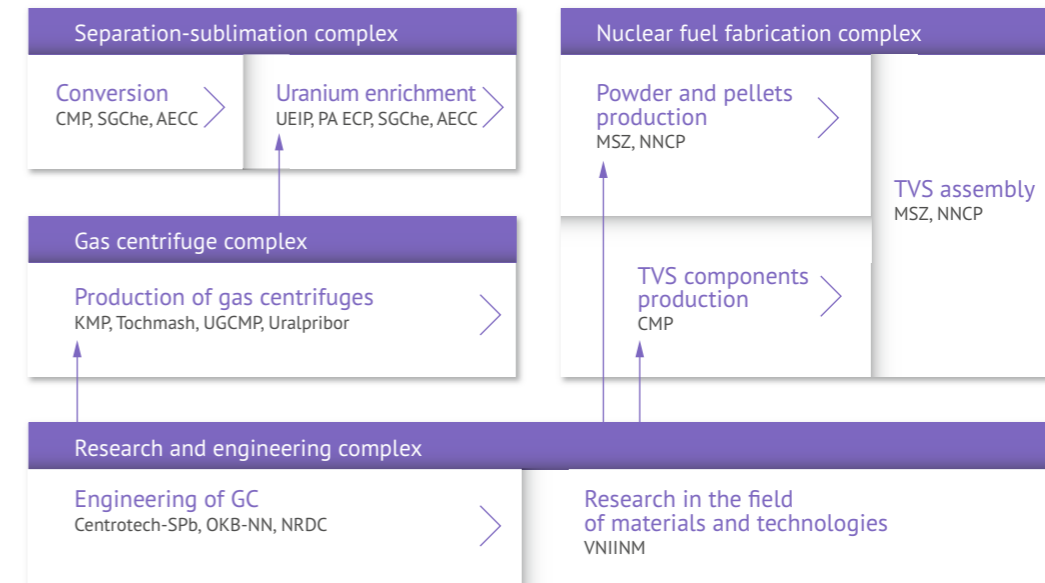 Separation-sublimation complex
Conversion
CMP, SGChe, AECC
Uranium enrichment
UEIP, PA ECP, SGChe, AECC
Gas centrifuge complex
Production of gas centrifuges
KMP, Tochmash, UGCMP, Uralpribor
Nuclear fuel fabrication complex
Powder and pellets
production
MSZ, NNCP
TVS components
production
CMP
TVS assembly
MSZ, NNCP
Research and engineering complex
Engineering of GC
Centrotech-SPb, OKB-NN, NRDC
Research in the field
of materials and technologies
VNIINM